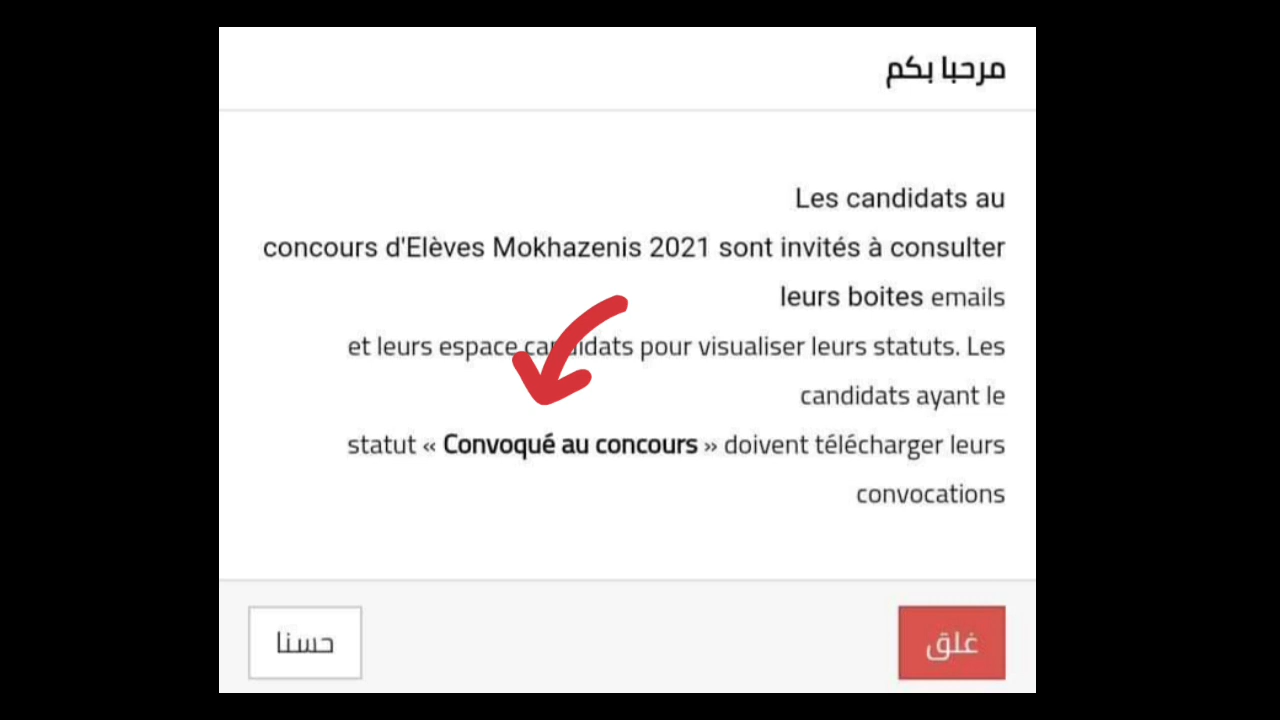 مرحبا بكم
Les candidats au
concours d'Elèves Mokhazenis 2021 sont invités à consulter
leurs boites emails
et leurs espace candidats pour visualiser leurs statuts. Les
candidats ayant le
statut « Convoqué au concours » doivent télécharger leurs
convocations
غلق
حسنا